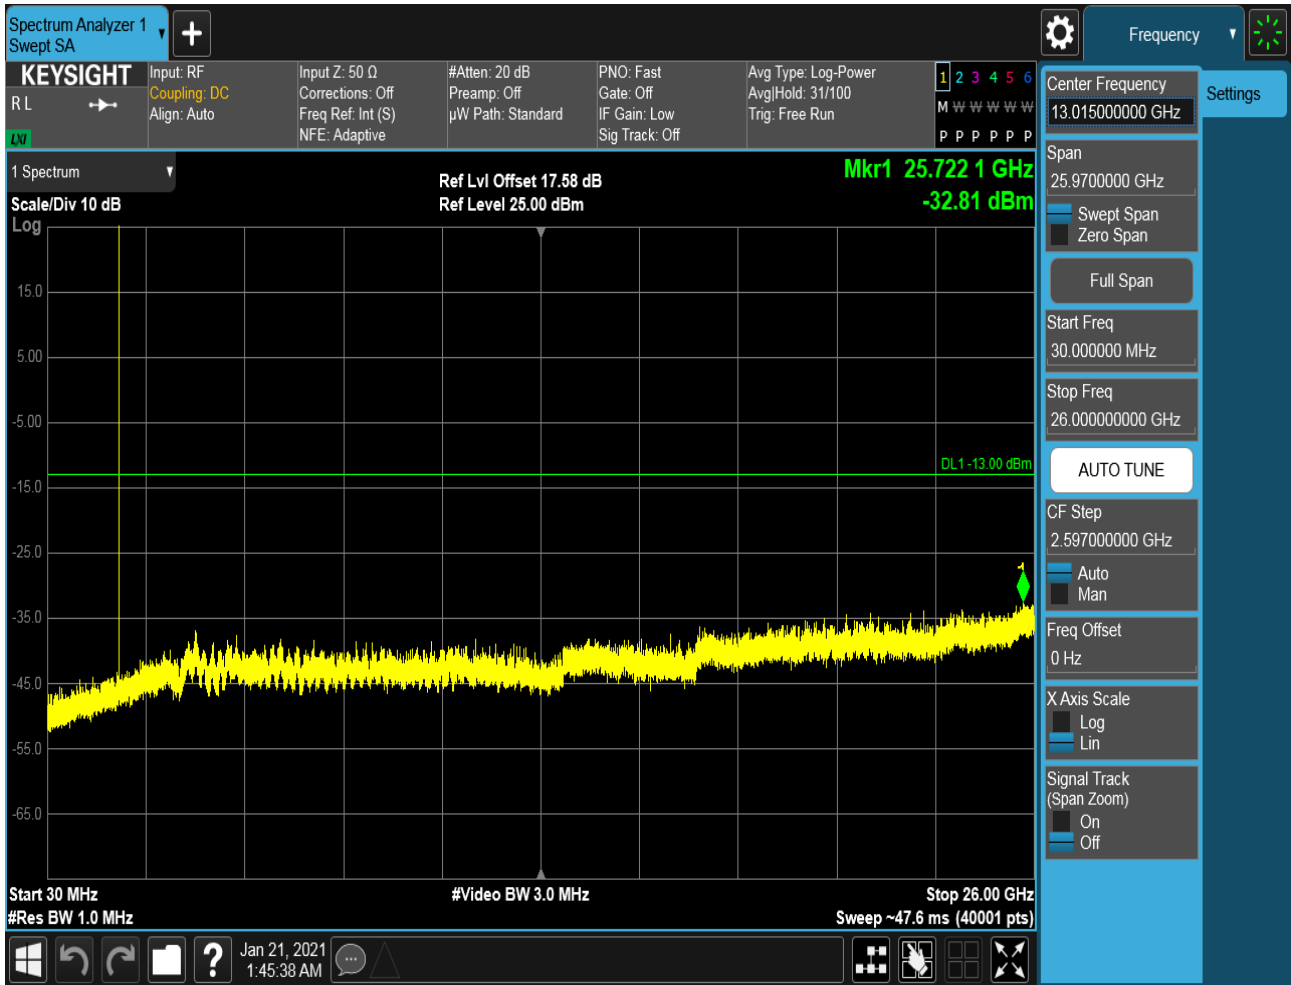 Spectrum Analyzer 1
Swept SA
Frequency
KEYSIGHT
R L
LXI
Input: RF
Coupling: DC
Align: Auto
Input Z: 50 Ω
Corrections: Off
Freq Ref: Int (S)
NFE: Adaptive
#Atten: 20 dB
Preamp: Off
µW Path: Standard
PNO: Fast
Gate: Off
IF Gain: Low
Sig Track: Off
Avg Type: Log-Power
Avg|Hold: 31/100
Trig: Free Run
1 2 3 4 5 6
M W W W W W
P P P P P P
1 Spectrum
Scale/Div 10 dB
Log
Ref Lvl Offset 17.58 dB
Ref Level 25.00 dBm
Mkr1 25.722 1 GHz
-32.81 dBm
15.0
5.00
-5.00
DL1 -13.00 dBm
-15.0
-25.0
1
-35.0
-45.0
-55.0
-65.0
Start 30 MHz
#Video BW 3.0 MHz
Stop 26.00 GHz
#Res BW 1.0 MHz
Sweep ~47.6 ms (40001 pts)
?
Jan 21, 2021
1:45:38 AM
Center Frequency
13.015000000 GHz
Settings
Span
25.9700000 GHz
Swept Span
Zero Span
Full Span
Start Freq
30.000000 MHz
Stop Freq
26.000000000 GHz
AUTO TUNE
CF Step
2.597000000 GHz
Auto
Man
Freq Offset
0 Hz
X Axis Scale
Log
Lin
Signal Track
(Span Zoom)
On
Off